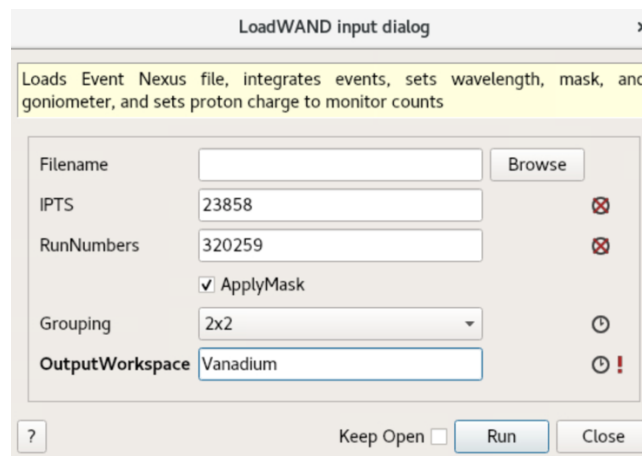 LoadWAND input dialog
Loads Event Nexus file, integrates events, sets wavelength, mask, and
goniometer, and sets proton charge to monitor counts
Filename Browse
IPTS 23858
RunNumbers 320259
ApplyMask
Grouping 2x2
OutputWorkspace Vanadium !
? Keep Open Run Close